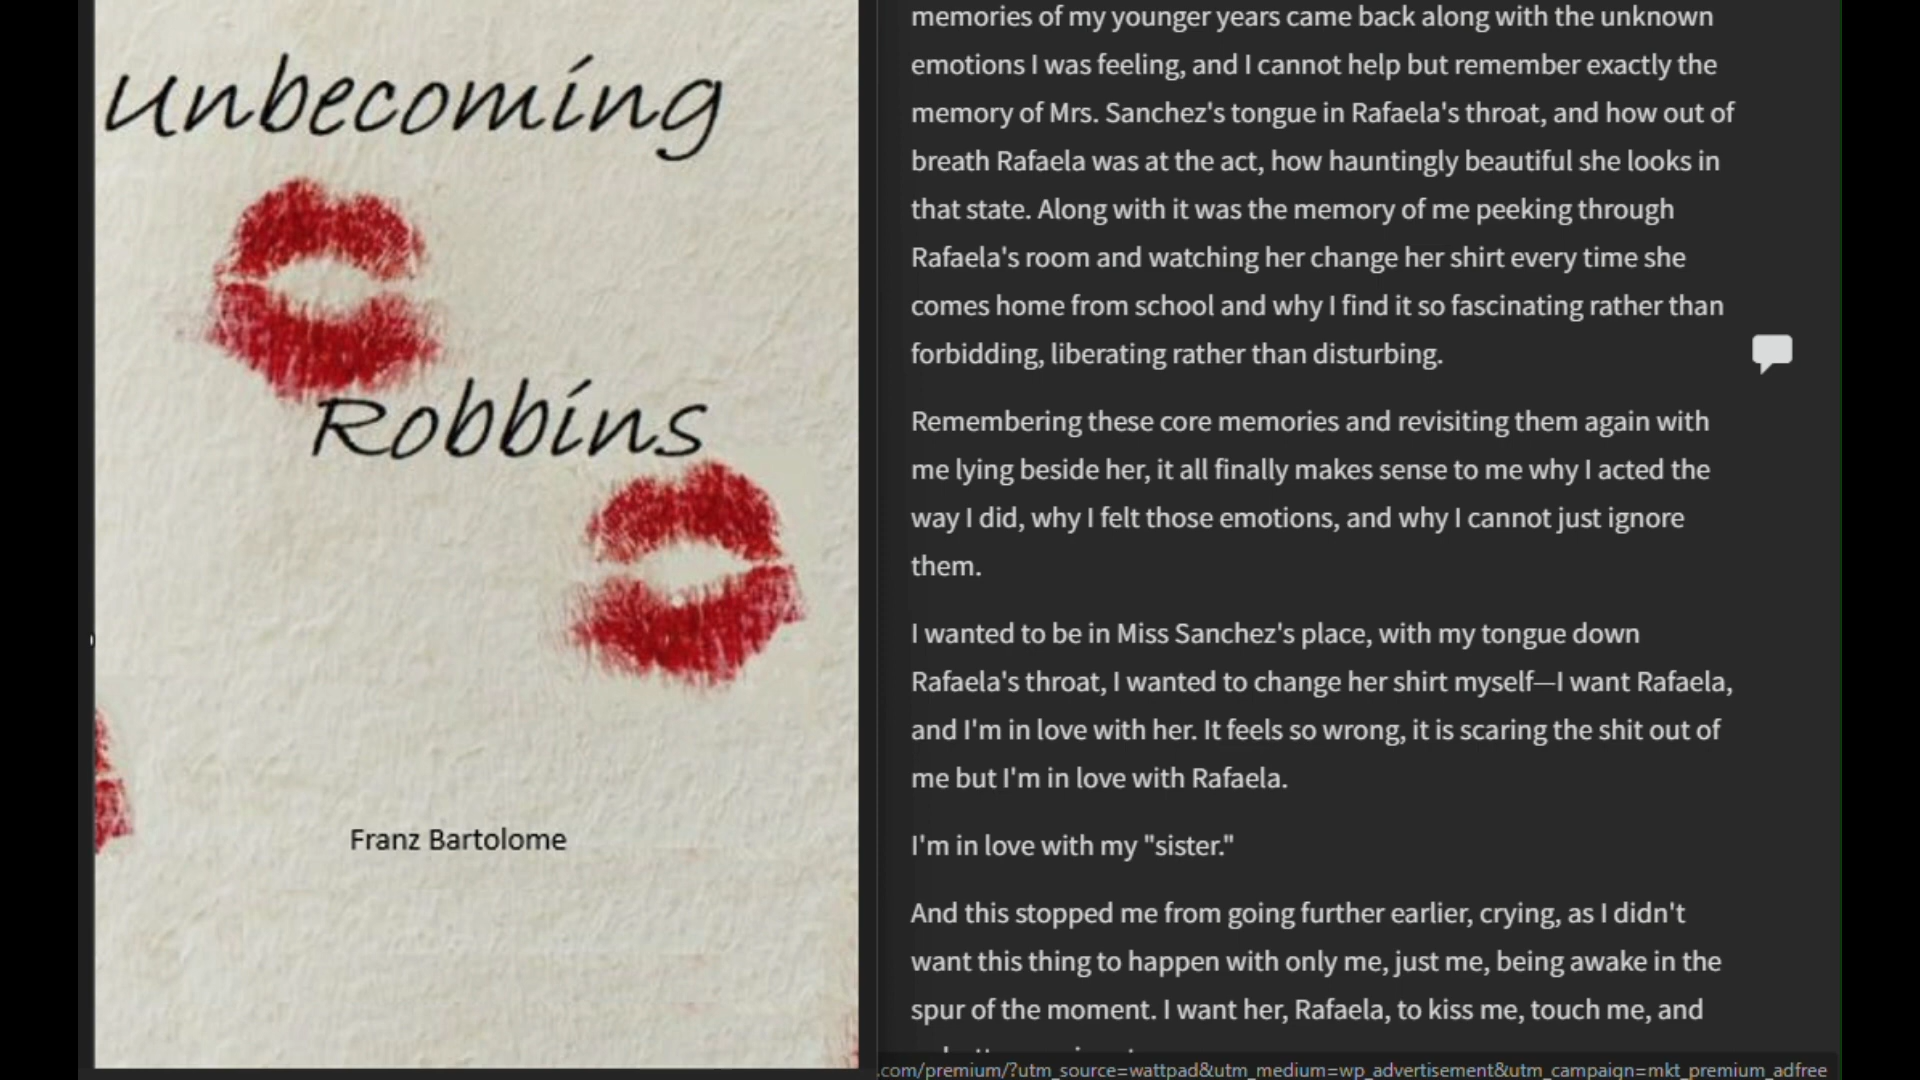 Unbecoming
Robbins
Franz Bartolome
memories of my younger years came back along with the unknown
emotions I was feeling, and I cannot help but remember exactly the
memory of Mrs. Sanchez's tongue in Rafaela's throat, and how out of
breath Rafaela was at the act, how hauntingly beautiful she looks in
that state. Along with it was the memory of me peeking through
Rafaela's room and watching her change her shirt every time she
comes home from school and why I find it so fascinating rather than
forbidding, liberating rather than disturbing.
Remembering these core memories and revisiting them again with
me lying beside her, it all finally makes sense to me why I acted the
way I did, why I felt those emotions, and why I cannot just ignore
them.
I wanted to be in Miss Sanchez's place, with my tongue down
Rafaela's throat, I wanted to change her shirt myself—I want Rafaela,
and I'm in love with her. It feels so wrong, it is scaring the shit out of
me but I'm in love with Rafaela.
I'm in love with my "sister."
And this stopped me from going further earlier, crying, as I didn't
want this thing to happen with only me, just me, being awake in the
spur of the moment. I want her, Rafaela, to kiss me, touch me, and
.com/premium/?utm_source=wattpad&utm_medium=wp_advertisement&utm_campaign=mkt_premium_adfree